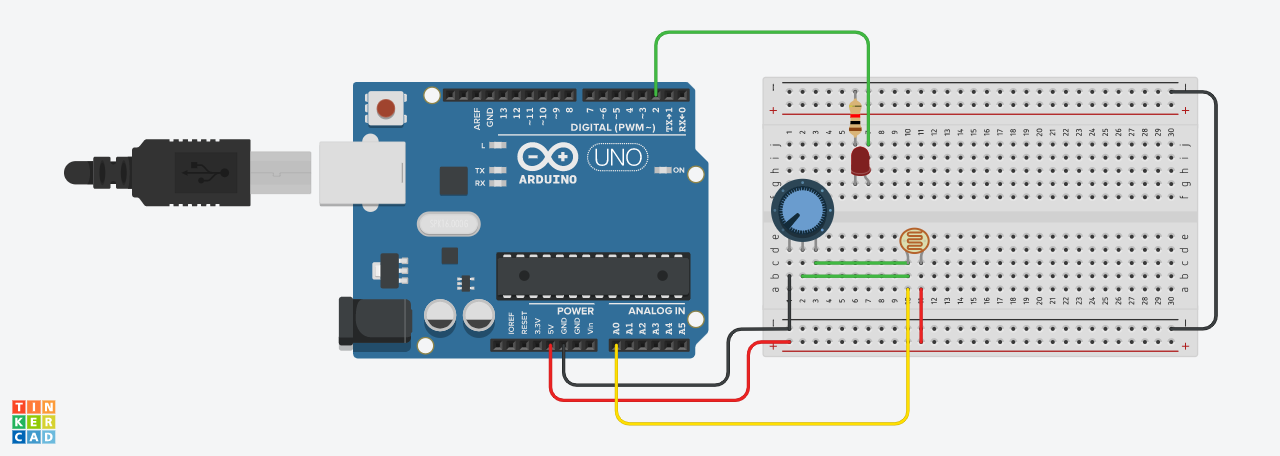 AREF
GND
13
12
~11
~10
~9
8
7
~6
~5
4
~3
2
TX→1
RX←0
DIGITAL (PWM~)
L
TX
RX
ARDUINO
UNO
ON
POWER
ANALOG IN
IOREF
RESET
3.3V
5V
GND
GND
Vin
A0
A1
A2
A3
A4
A5
1 2 3 4 5 6 8 9 10 11 12 13 14 15 16 17 18 19 20 21 22 23 24 25 26 27 28 29 30
j j
i i
h h
g g
f
e e
d d
c c
b b
a a
1 2 3 4 5 6 7 8 9 10 11 12 13 14 15 16 17 18 19 20 21 22 23 24 25 26 27 28 29 30
TIN
KER
CAD